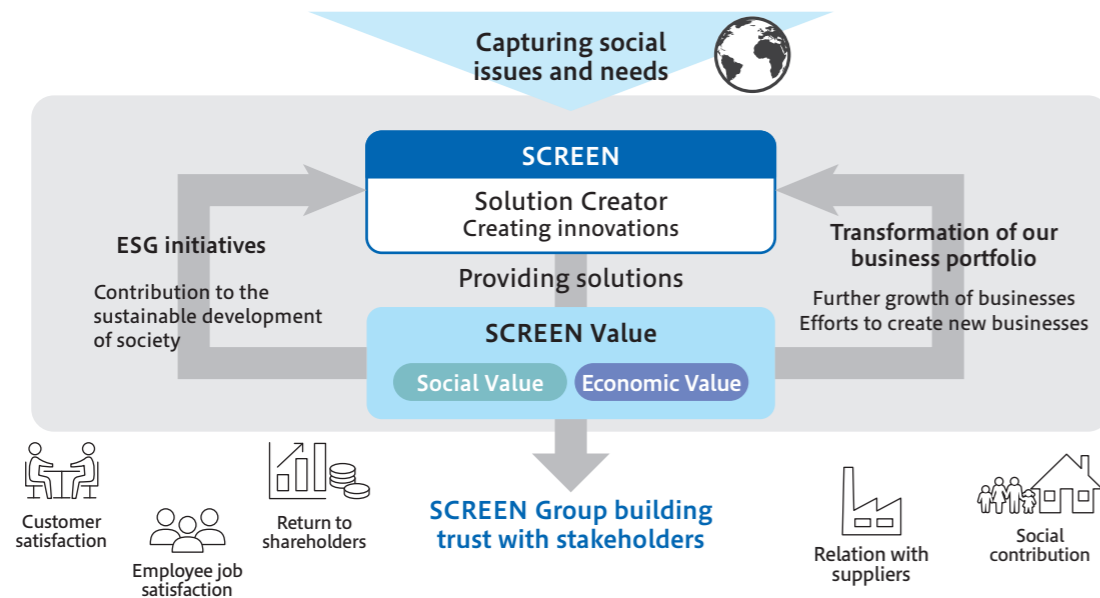 Capturing social
issues and needs
SCREEN
Solution Creator
Creating innovations
ESG initiatives
Contribution to the
sustainable development
of society
Transformation of our
business portfolio
Further growth of businesses
Efforts to create new businesses
Providing solutions
SCREEN Value
Social Value
Economic Value
Customer
satisfaction
Employee job
satisfaction
Return to
shareholders
SCREEN Group building
trust with stakeholders
Relation with
suppliers
Social
contribution